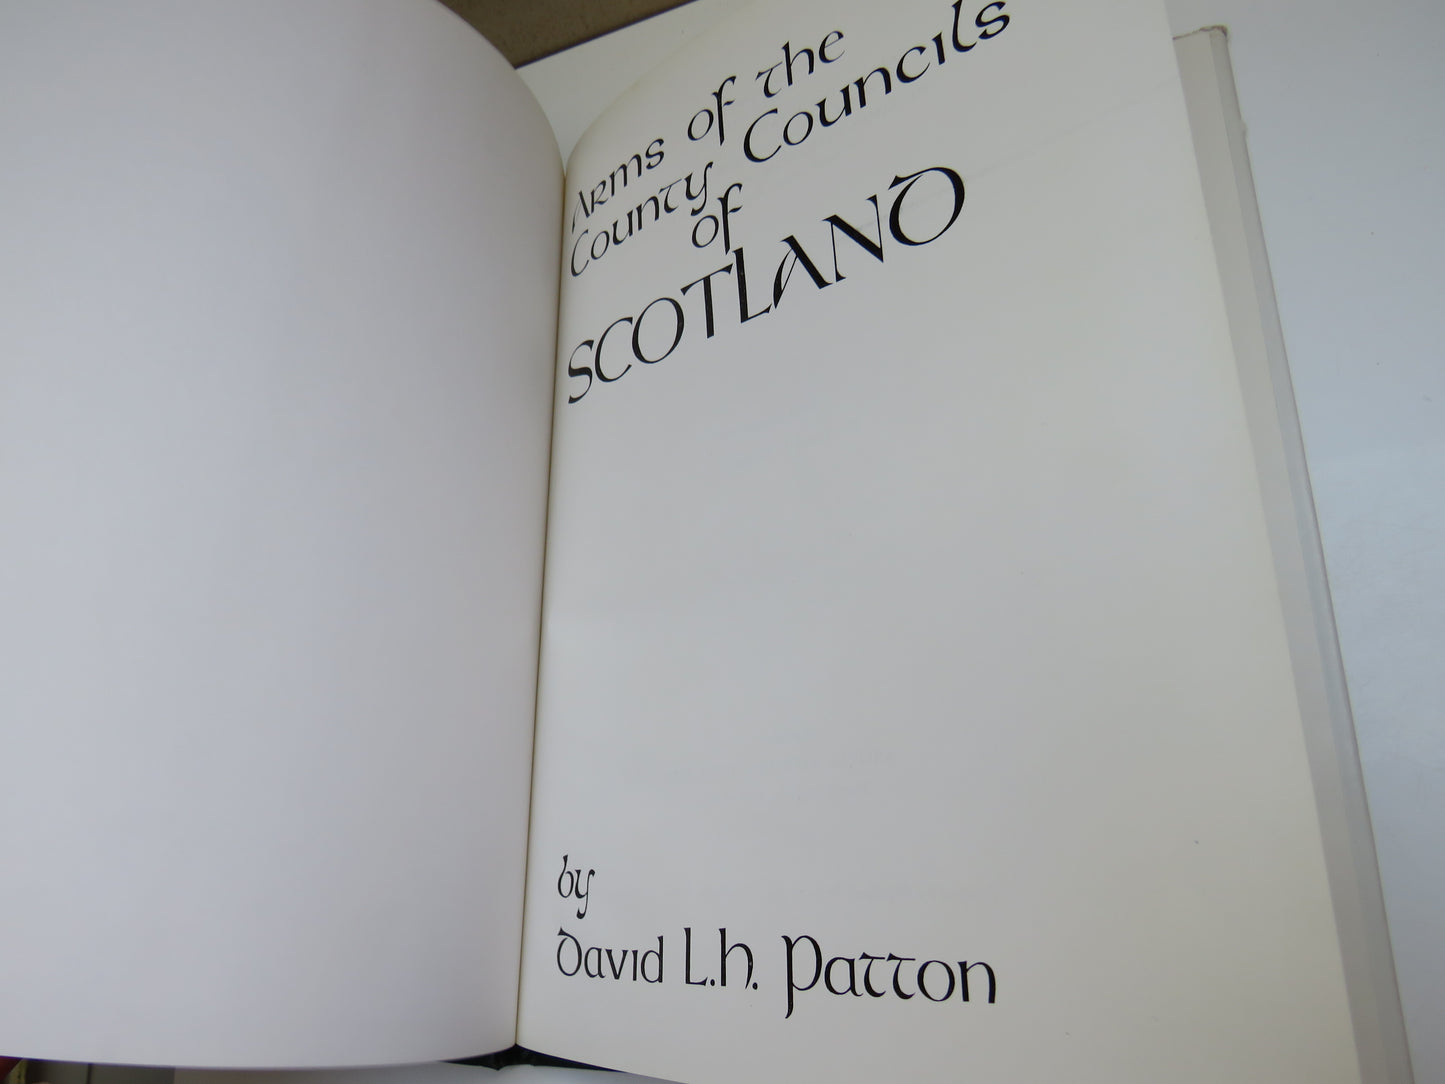 Arms of the
County Councils
of
SCOTLAND
by
David L.h. Patton